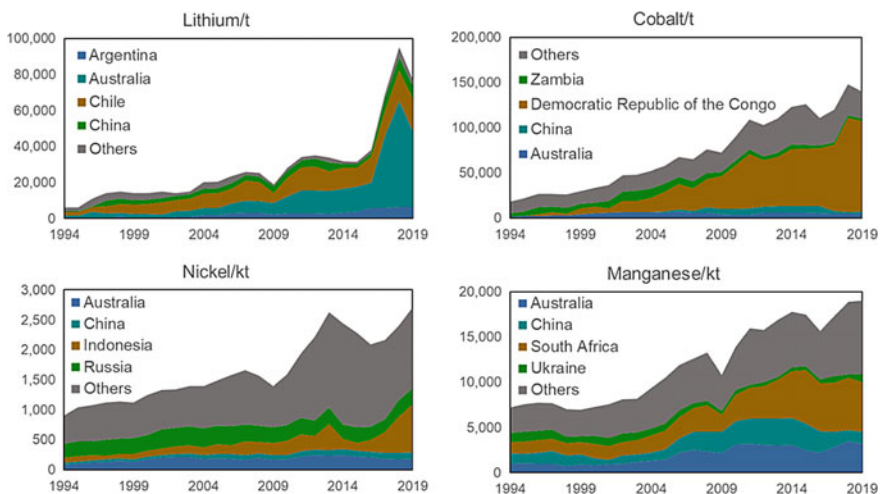 Lithium/t
100,000
80,000
60,000
40,000
20,000
0
Argentina
Australia
Chile
China
Others
1994 1999 2004 2009 2014 2019
Cobalt/t
200,000
150,000
100,000
50,000
0
Others
Zambia
Democratic Republic of the Congo
China
Australia
1994 1999 2004 2009 2014 2019
Nickel/kt
3,000
2,500
2,000
1,500
1,000
500
0
Australia
China
Indonesia
Russia
Others
1994 1999 2004 2009 2014 2019
Manganese/kt
20,000
15,000
10,000
5,000
0
Australia
China
South Africa
Ukraine
Others
1994 1999 2004 2009 2014 2019